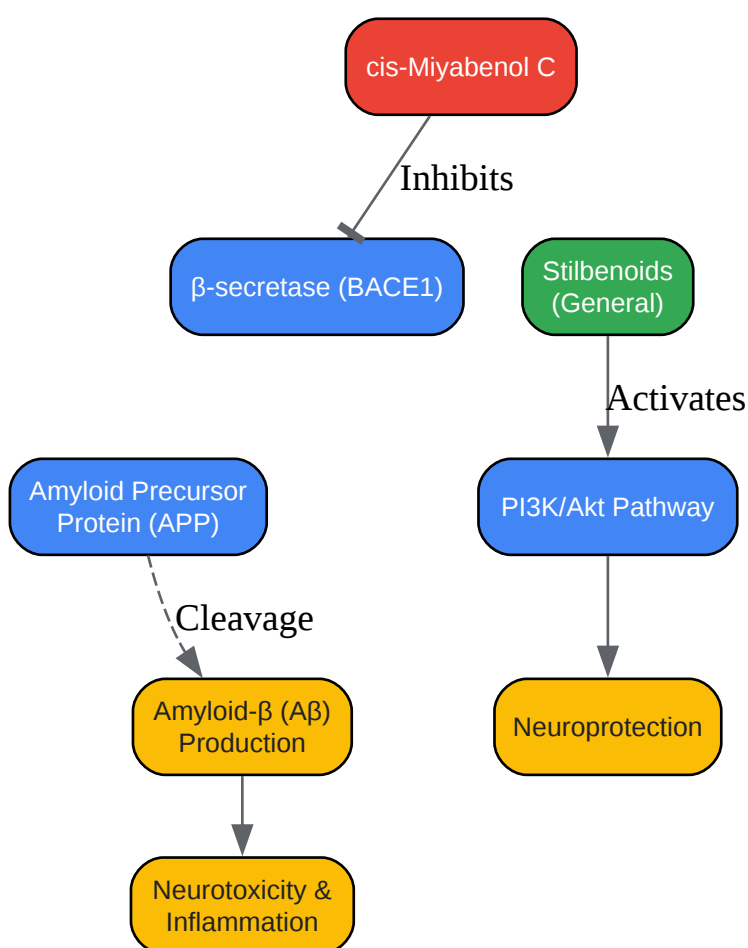 cis-Miyabenol C
Inhibits
β-secretase (BACE1)
Stilbenoids
(General)
Activates
Amyloid Precursor
Protein (APP)
PI3K/Akt Pathway
Cleavage
Amyloid-β (Aβ)
Production
Neuroprotection
Neurotoxicity &
Inflammation